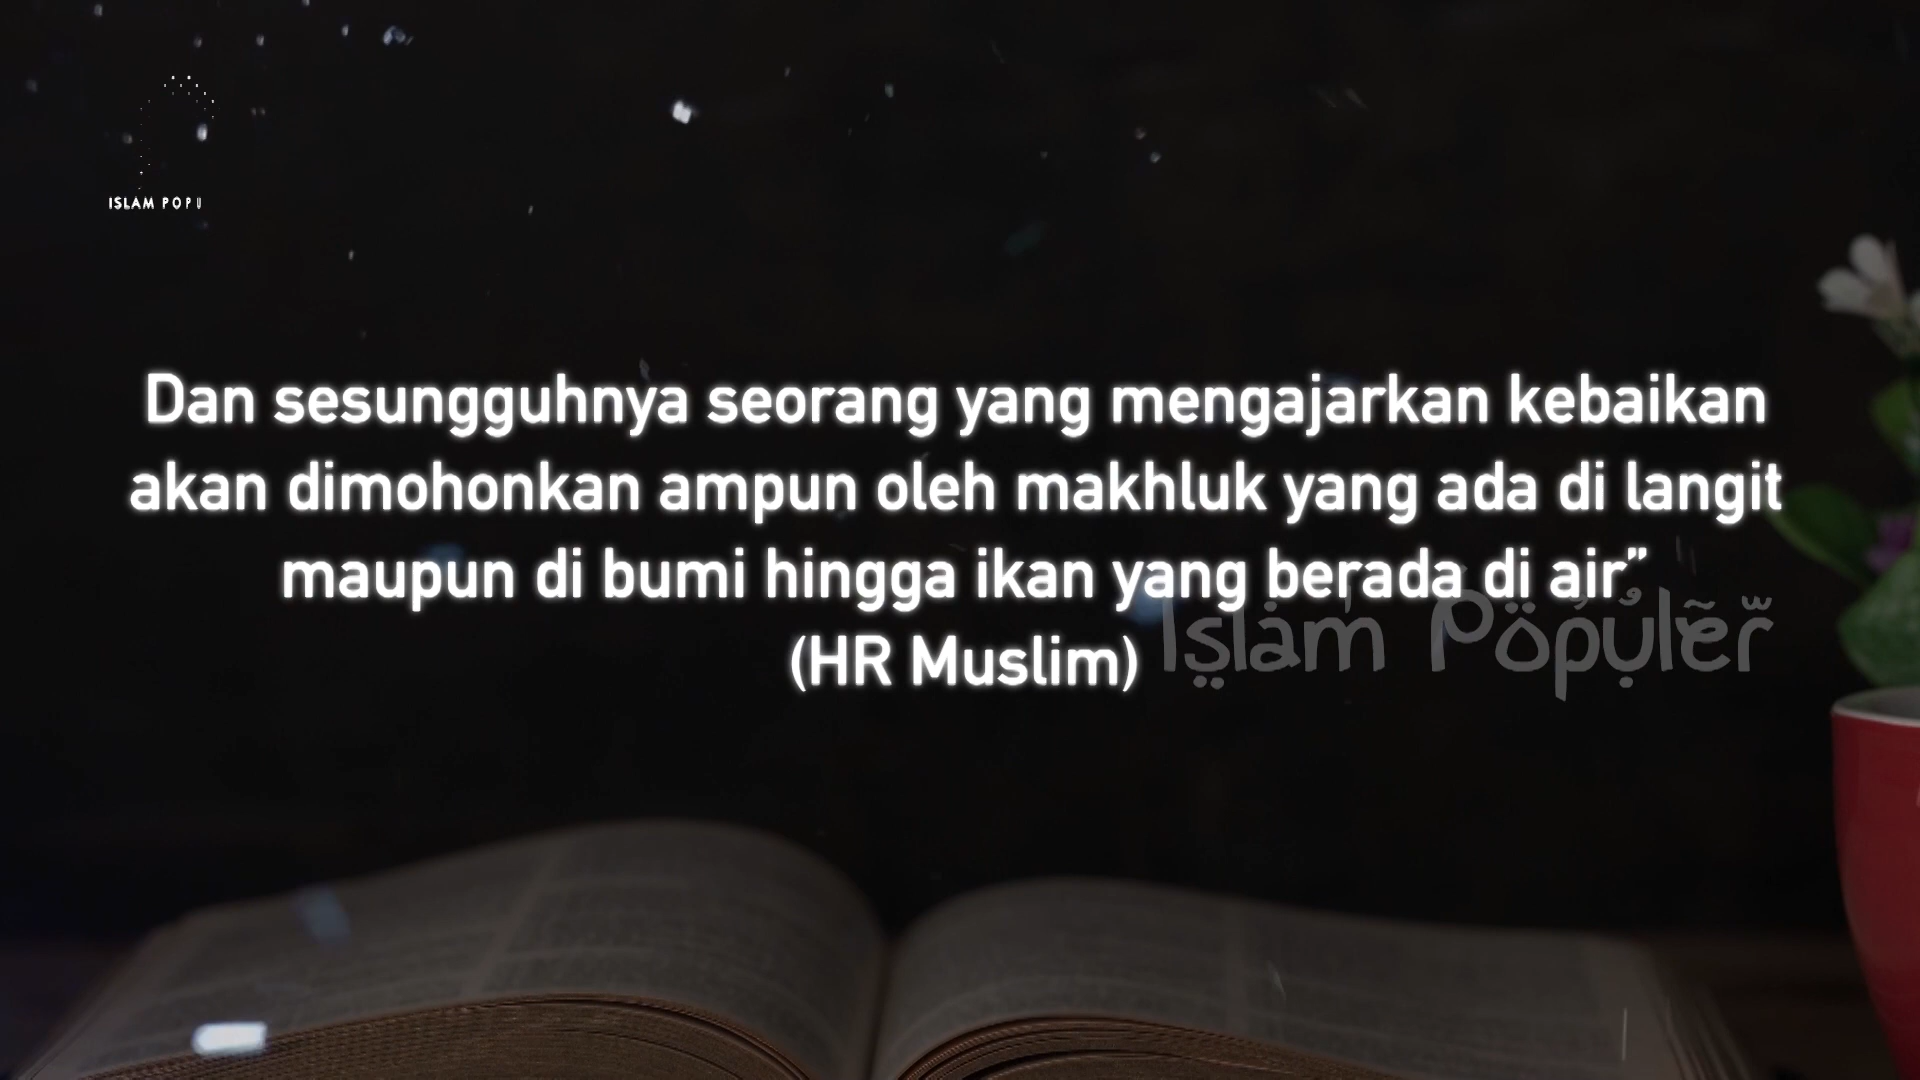 ISLAM POPU
Dan sesungguhnya seorang yang mengajarkan kebaikan
akan dimohonkan ampun oleh makhluk yang ada di langit
maupun di bumi hingga ikan yang berada di air”
(HR Muslim)
Islam Populer